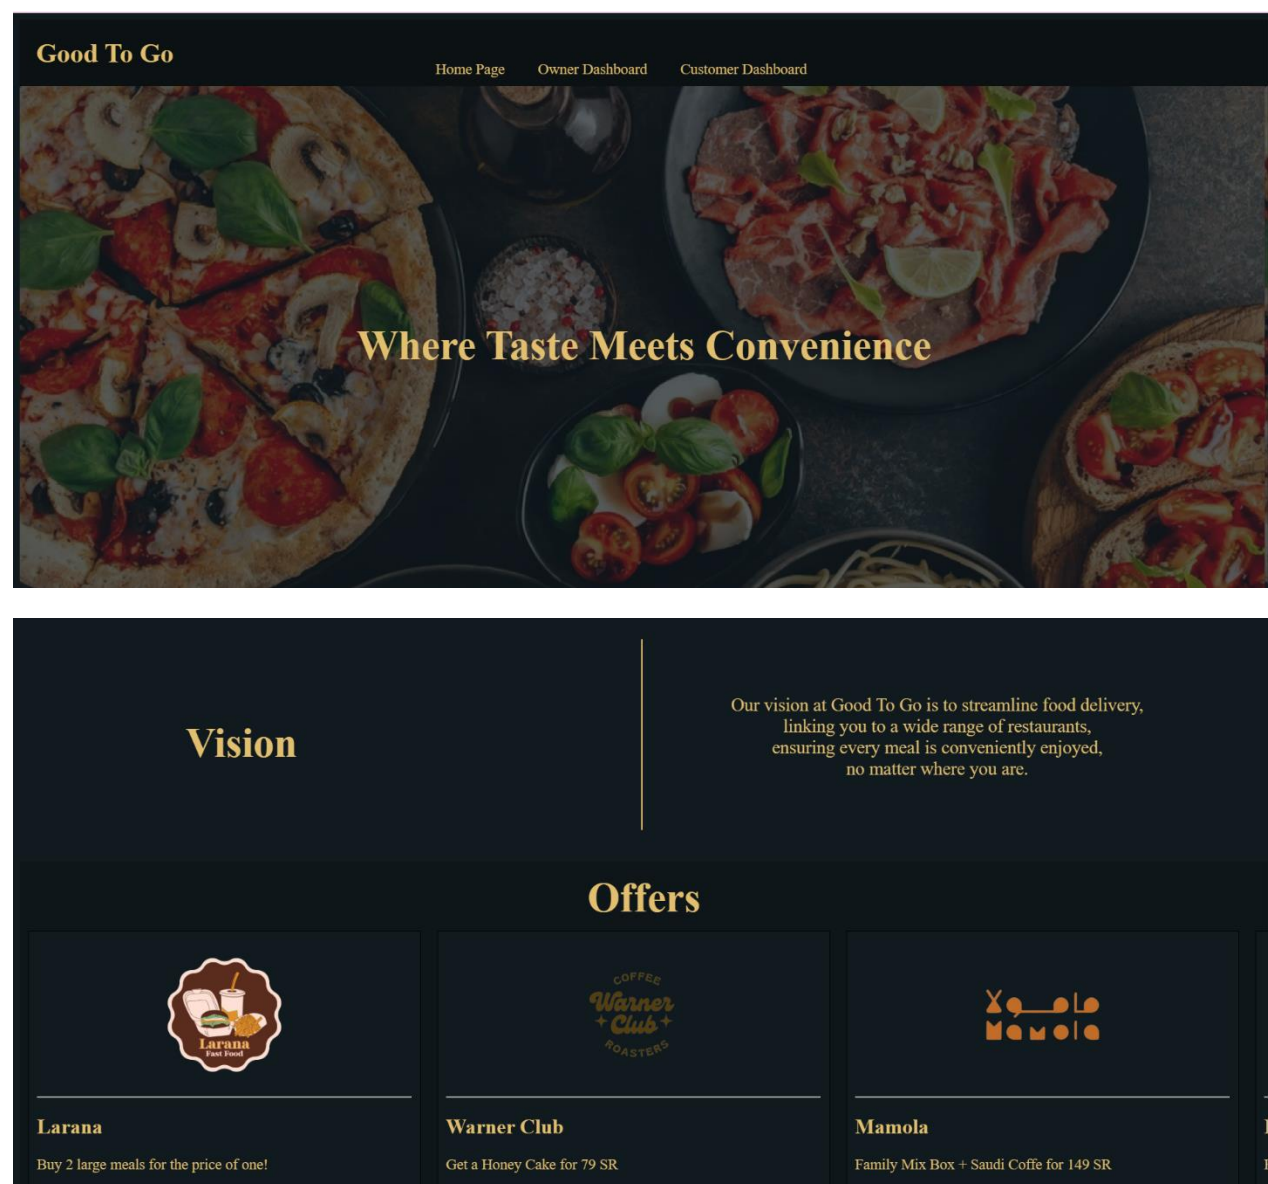 Good To Go
Home Page Owner Dashboard Customer Dashboard
Where Taste Meets Convenience
Vision
Our vision at Good To Go is to streamline food delivery,
linking you to a wide range of restaurants,
ensuring every meal is conveniently enjoyed,
no matter where you are.
Offers
Larana
Fast Food
COFFEE
Warner
Club
ROASTERS
مامولا
Mamola
Larana
Buy 2 large meals for the price of one!
Warner Club
Get a Honey Cake for 79 SR
Mamola
Family Mix Box + Saudi Coffe for 149 SR